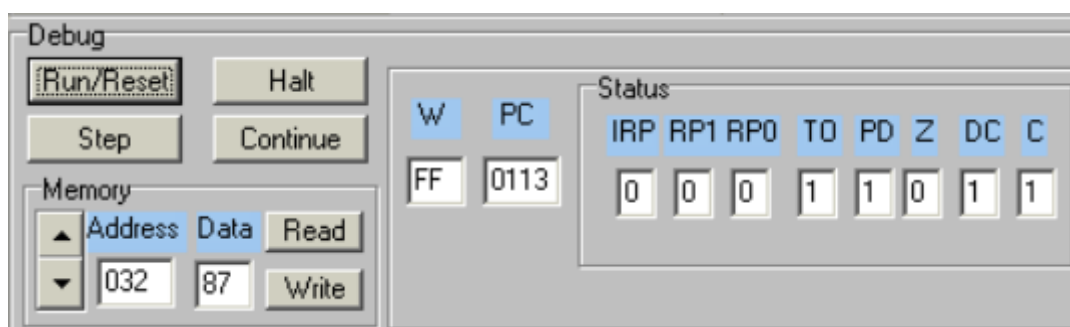 Debug
Run/Reset Halt
Step Continue
Memory
Address Data Read
032 87 Write
W PC
FF 0113
Status
IRP RP1 RP0 TO PD Z DC C
0 0 0 1 1 0 1 1